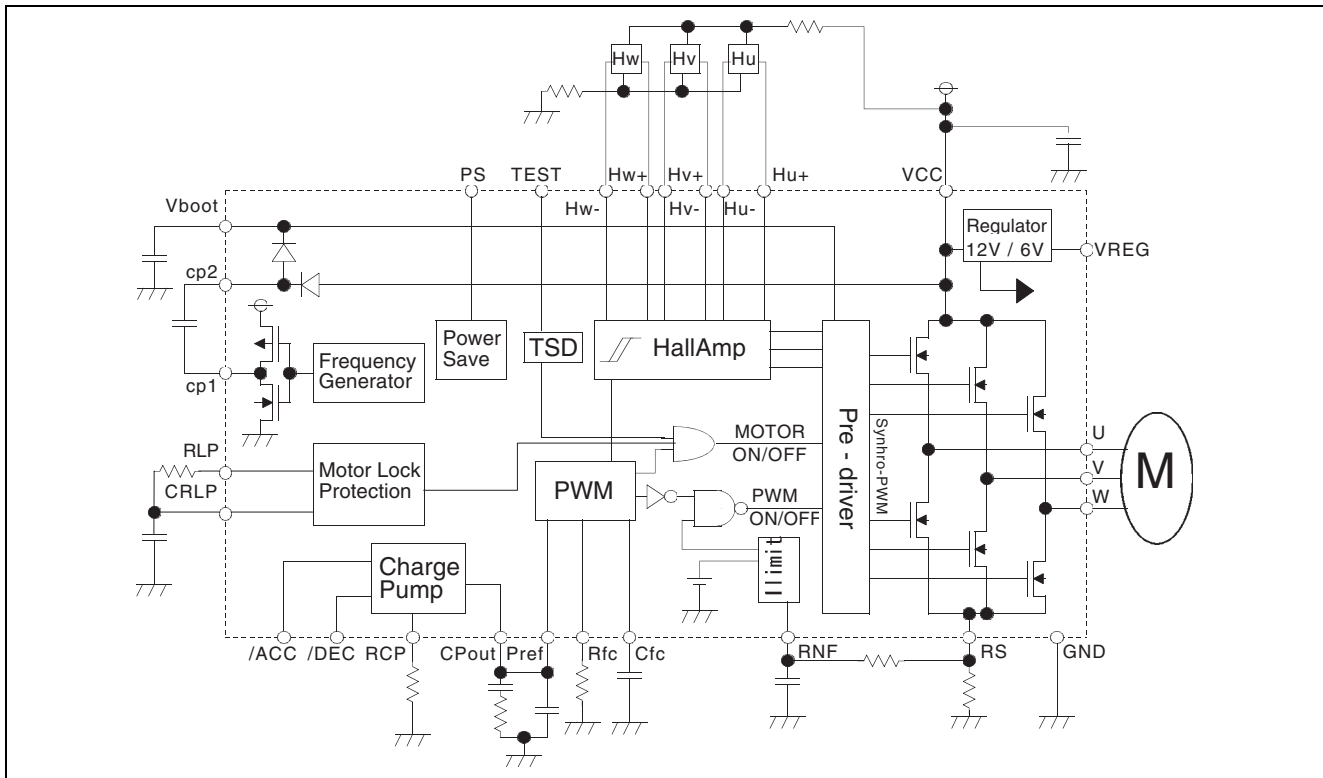 Hw Hv Hu
PS TEST Hw+ Hv+ Hu+ VCC
Hw- Hv- Hu-
Vboot
Regulator
12V / 6V
VREG
cp2
Power
Save
TSD
HallAmp
Frequency
Generator
cp1
Pre - driver
Synhro-PWM
MOTOR
ON/OFF
U
V
W
M
RLP
CRLP
Motor Lock
Protection
PWM
PWM
ON/OFF
Ilimit
Charge
Pump
/ACC /DEC RCP CPout Pref Rfc Cfc RNF RS GND